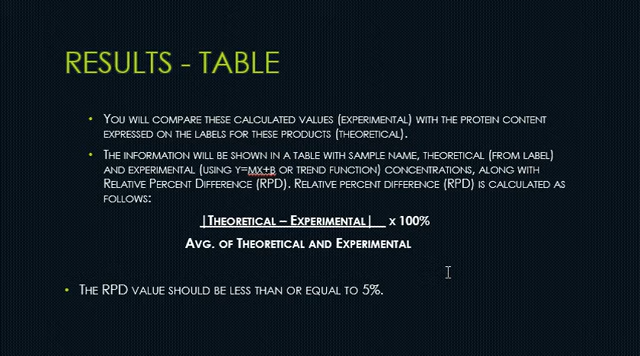 RESULTS - TABLE
• YOU WILL COMPARE THESE CALCULATED VALUES (EXPERIMENTAL) WITH THE PROTEIN CONTENT
EXPRESSED ON THE LABELS FOR THESE PRODUCTS (THEORETICAL).
• THE INFORMATION WILL BE SHOWN IN A TABLE WITH SAMPLE NAME, THEORETICAL (FROM LABEL)
AND EXPERIMENTAL (USING Y=MX+B OR TREND FUNCTION) CONCENTRATIONS, ALONG WITH
RELATIVE PERCENT DIFFERENCE (RPD). RELATIVE PERCENT DIFFERENCE (RPD) IS CALCULATED AS
FOLLOWS:
|THEORETICAL – EXPERIMENTAL| X 100%
AVG. OF THEORETICAL AND EXPERIMENTAL
• THE RPD VALUE SHOULD BE LESS THAN OR EQUAL TO 5%.